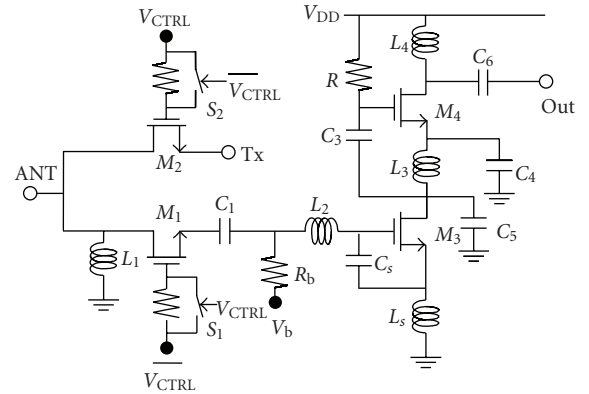 V_CTRL
V_DD
L_4
C_6
R
V_CTRL
S_2
Out
M_4
C_3
M_2
Tx
ANT
L_3
C_4
M_1
C_1
L_2
M_3
C_5
L_1
C_s
R_b
V_CTRL
S_1
V_b
L_s
V_CTRL